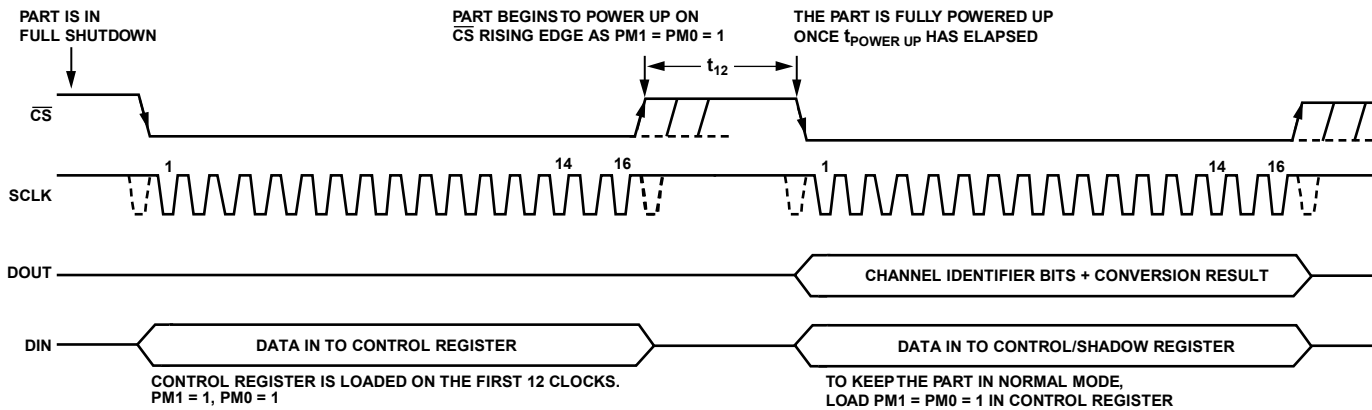 PART IS IN
FULL SHUTDOWN
PART BEGINS TO POWER UP ON
CS RISING EDGE AS PM1 = PM0 = 1
THE PART IS FULLY POWERED UP
ONCE tPOWER UP HAS ELAPSED
t12
CS
1
14
16
1
14
16
SCLK
DOUT
CHANNEL IDENTIFIER BITS + CONVERSION RESULT
DIN
DATA IN TO CONTROL REGISTER
DATA IN TO CONTROL/SHADOW REGISTER
CONTROL REGISTER IS LOADED ON THE FIRST 12 CLOCKS.
PM1 = 1, PM0 = 1
TO KEEP THE PART IN NORMAL MODE,
LOAD PM1 = PM0 = 1 IN CONTROL REGISTER